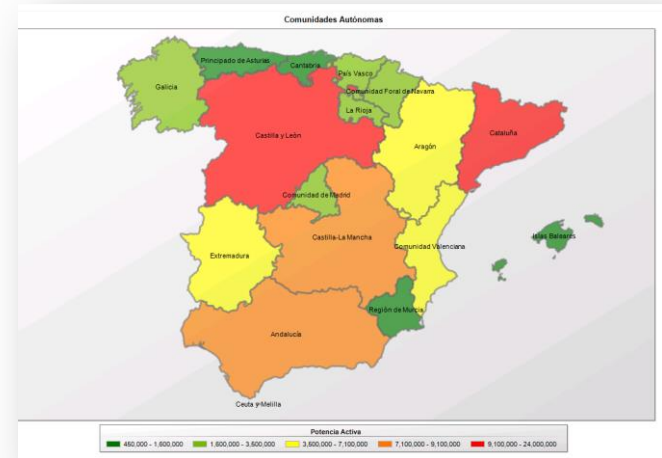 Comunidades Autónomas
Principado de Asturias
Cantabria
País Vasco
Galicia
Comunidad Foral de Navarra
La Rioja
Castilla y León
Cataluña
Aragón
Comunidad de Madrid
Islas Baleares
Castilla-La Mancha
Comunidad Valenciana
Extremadura
Región de Murcia
Andalucía
Ceuta y Melilla
Potencia Activa
450,000 - 1,600,000 1,600,000 - 3,500,000 3,500,000 - 7,100,000 7,100,000 - 9,100,000 9,100,000 - 24,000,000